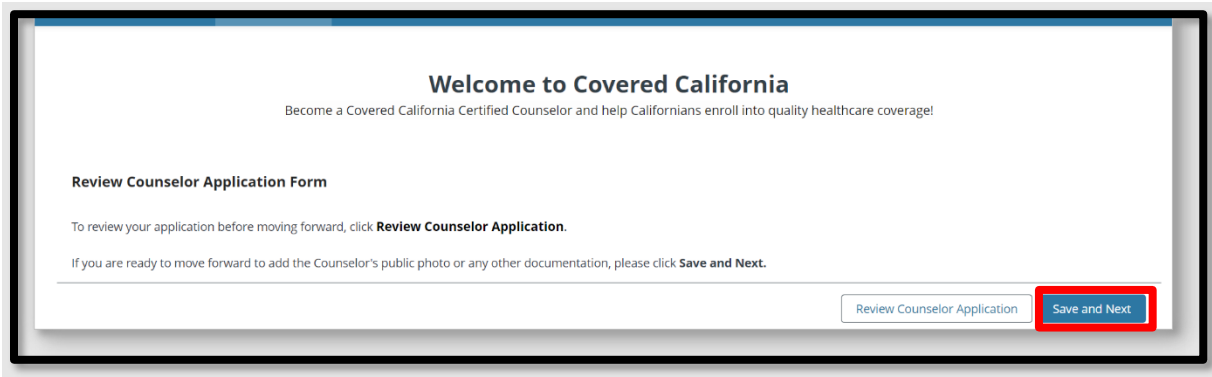 Welcome to Covered California
Become a Covered California Certified Counselor and help Californians enroll into quality healthcare coverage!
Review Counselor Application Form
To review your application before moving forward, click Review Counselor Application.
If you are ready to move forward to add the Counselor's public photo or any other documentation, please click Save and Next.
Review Counselor Application Save and Next